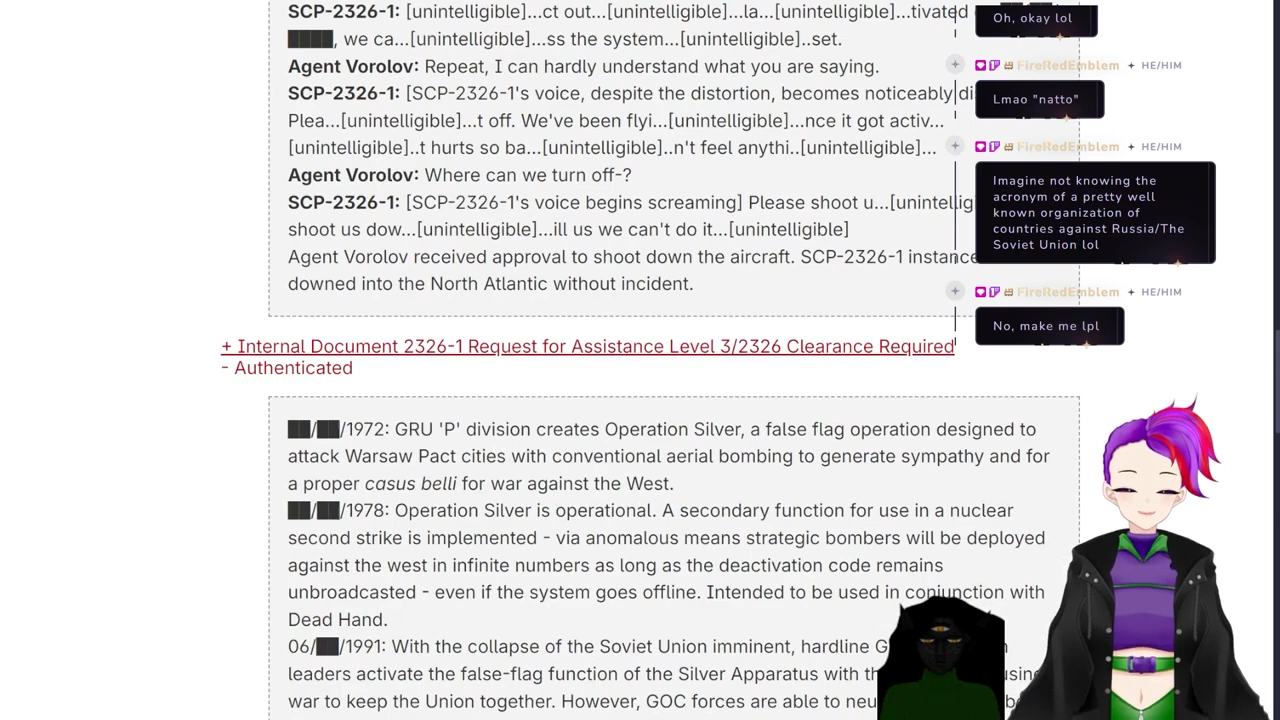 SCP-2326-1: [unintelligible]...ct out...[unintelligible]...la...[unintelligible]...tivated
████, we ca...[unintelligible]...ss the system...[unintelligible]..set.
Agent Vorolov: Repeat, I can hardly understand what you are saying.
SCP-2326-1: [SCP-2326-1's voice, despite the distortion, becomes noticeably
Plea...[unintelligible]...t off. We've been flyi...[unintelligible]...nce it got activ...
[unintelligible]..t hurts so ba...[unintelligible]..n't feel anythi..[unintelligible]...
Agent Vorolov: Where can we turn off-?
SCP-2326-1: [SCP-2326-1's voice begins screaming] Please shoot u...
shoot us dow...[unintelligible]...ill us we can't do it...[unintelligible]
Agent Vorolov received approval to shoot down the aircraft. SCP-2326-1 instance
downed into the North Atlantic without incident.
+ Internal Document 2326-1 Request for Assistance Level 3/2326 Clearance Required
- Authenticated
██/██/1972: GRU 'P' division creates Operation Silver, a false flag operation designed to
attack Warsaw Pact cities with conventional aerial bombing to generate sympathy and for
a proper casus belli for war against the West.
██/██/1978: Operation Silver is operational. A secondary function for use in a nuclear
second strike is implemented - via anomalous means strategic bombers will be deployed
against the west in infinite numbers as long as the deactivation code remains
unbroadcasted - even if the system goes offline. Intended to be used in conjunction with
Dead Hand.
06/██/1991: With the collapse of the Soviet Union imminent, hardline
leaders activate the false-flag function of the Silver Apparatus with
war to keep the Union together. However, GOC forces are able to
Oh, okay lol
FireRedEmblem HE/HIM
Lmao "natto"
FireRedEmblem HE/HIM
Imagine not knowing the
acronym of a pretty well
known organization of
countries against Russia/The
Soviet Union lol
FireRedEmblem HE/HIM
No, make me lpl